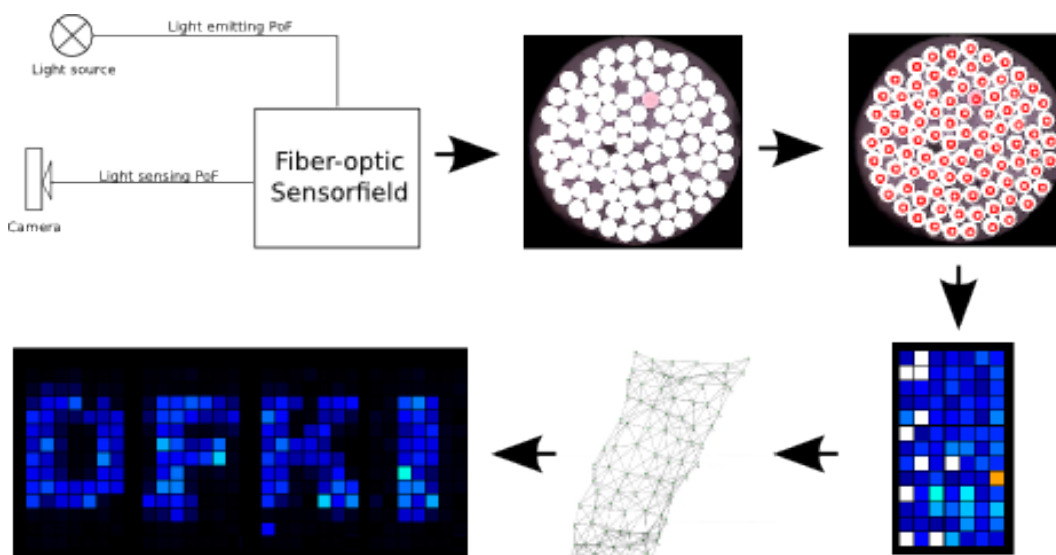 Light emitting PoF
Light source
Fiber-optic
Sensorfield
Light sensing PoF
Camera
DFKI